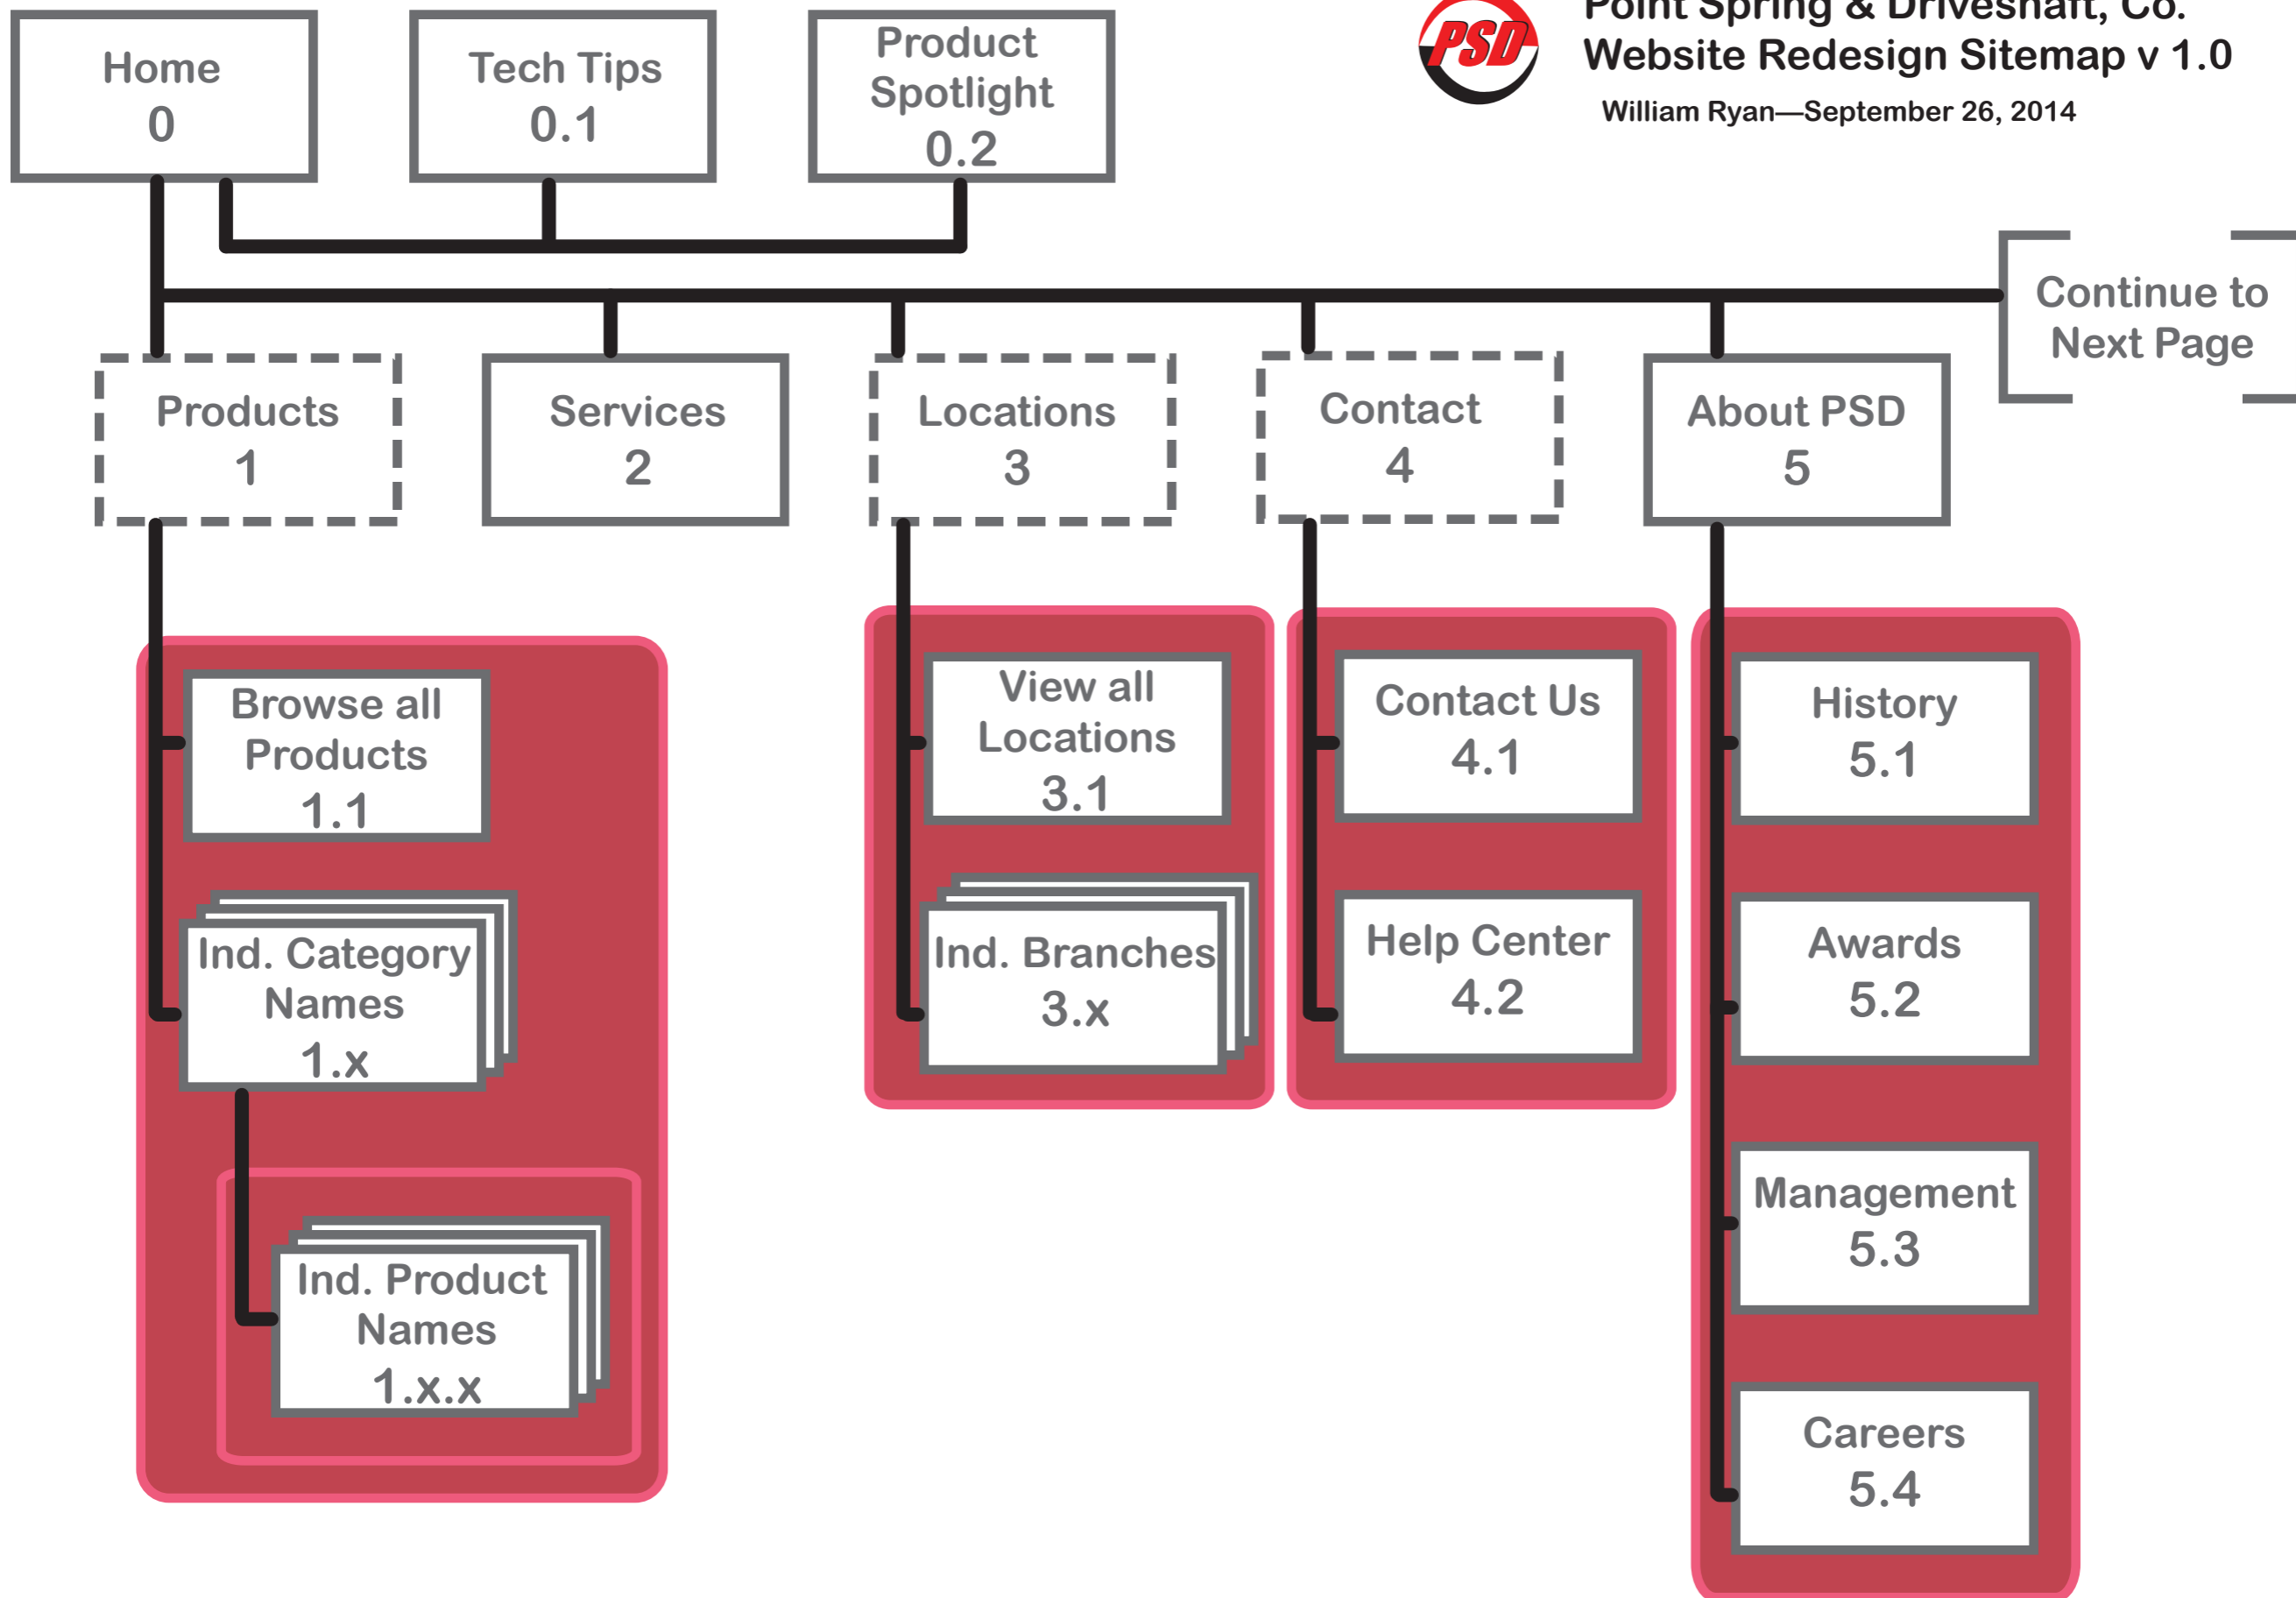 Home
0
Tech Tips
0.1
Product
Spotlight
0.2
PSD
Point Spring & Driveshaft, Co.
Website Redesign Sitemap v 1.0
William Ryan—September 26, 2014
Continue to
Next Page
Products
1
Services
2
Locations
3
Contact
4
About PSD
5
Browse all
Products
1.1
Ind. Category
Names
1.x
Ind. Product
Names
1.x.x
View all
Locations
3.1
Ind. Branches
3.x
Contact Us
4.1
Help Center
4.2
History
5.1
Awards
5.2
Management
5.3
Careers
5.4